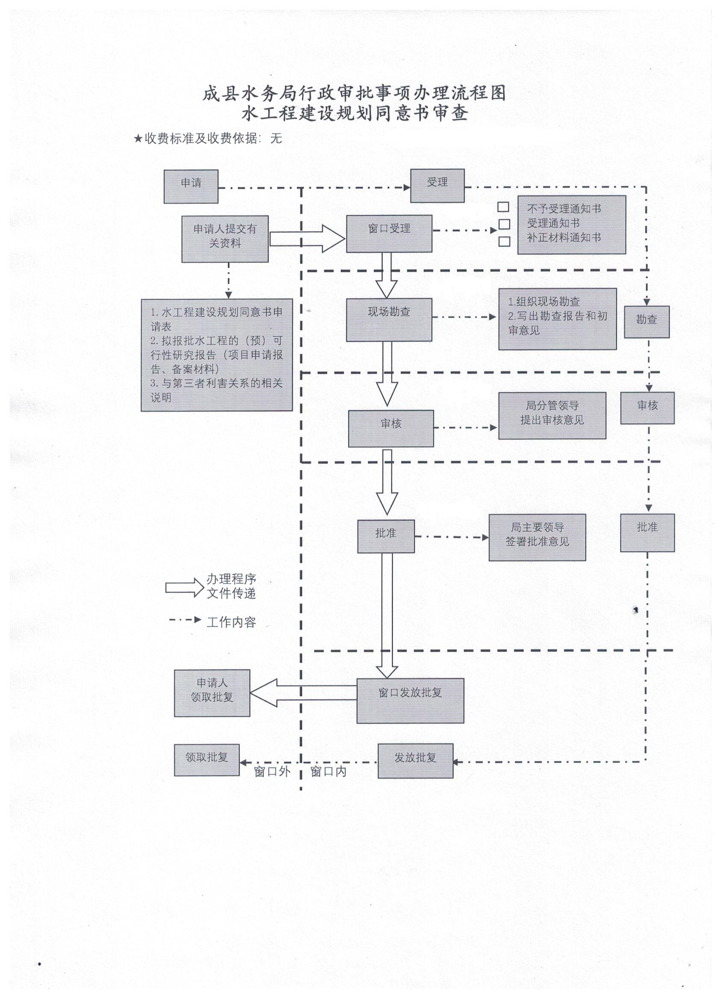 成县水务局行政审批事项办理流程图
水工程建设规划同意书审查
★收费标准及收费依据：无
申请
受理
申请人提交有
关资料
窗口受理
不予受理通知书
受理通知书
补正材料通知书
1.水工程建设规划同意书申
请表
2.拟报批水工程的（预）可
行性研究报告（项目申请报
告、备案材料）
3.与第三者利害关系的相关
说明
现场勘查
1.组织现场勘查
2.写出勘查报告和初
审意见
勘查
审核
局分管领导
提出审核意见
审核
批准
局主要领导
签署批准意见
批准
办理程序
文件传递
工作内容
申请人
领取批复
窗口发放批复
领取批复
窗口外
窗口内
发放批复